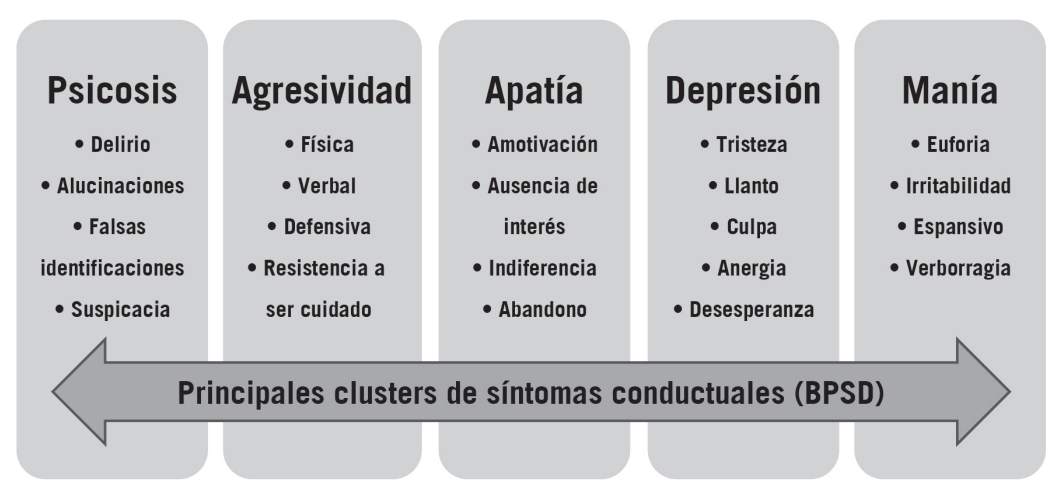 Psicosis
• Delirio
• Alucinaciones
• Falsas
identificaciones
• Suspicacia
Agresividad
• Física
• Verbal
• Defensiva
• Resistencia a
ser cuidado
Apatía
• Amotivación
• Ausencia de
interés
• Indiferencia
• Abandono
Depresión
• Tristeza
• Llanto
• Culpa
• Anergia
• Desesperanza
Manía
• Euforia
• Irritabilidad
• Espansivo
• Verborragia
Principales clusters de síntomas conductuales (BPSD)